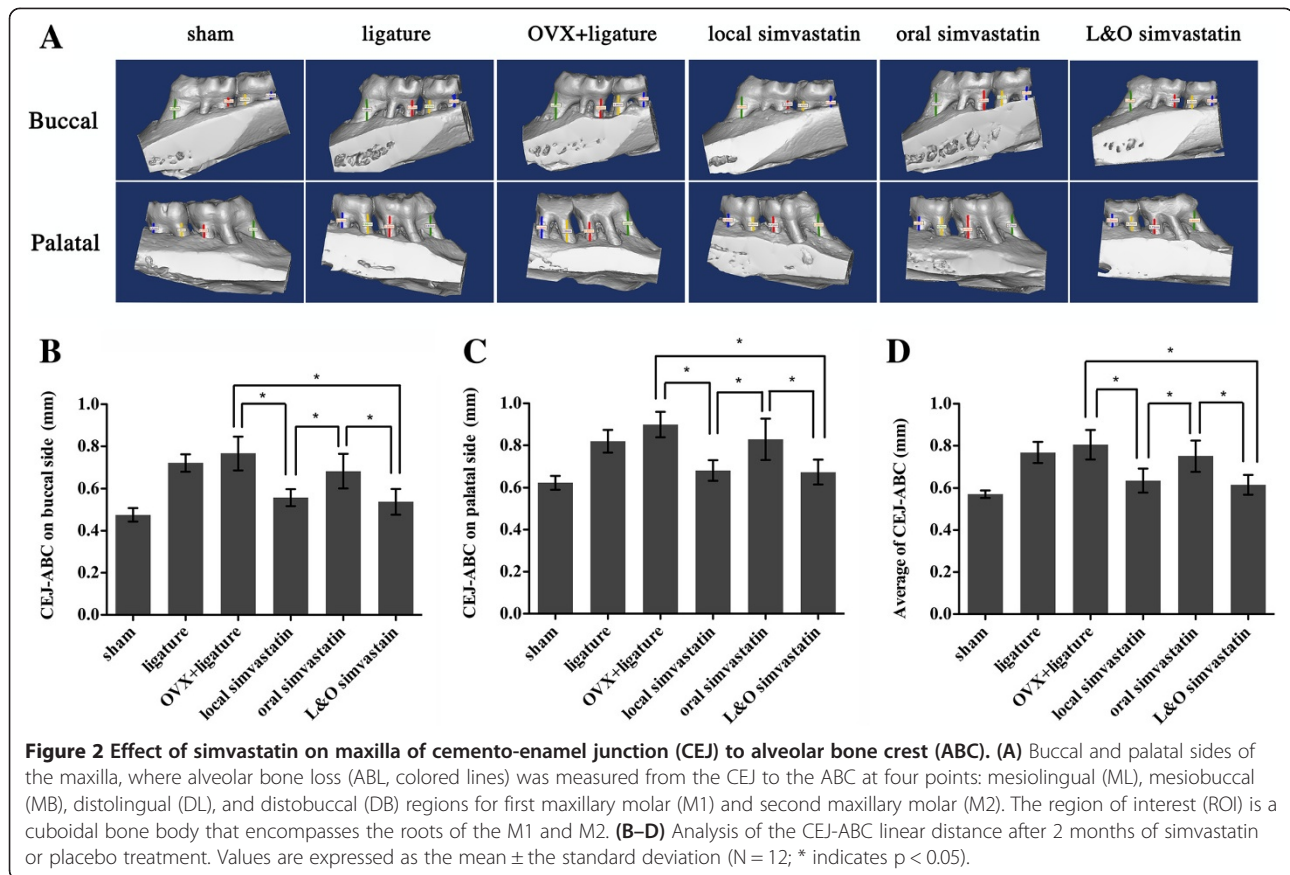 A
sham ligature OVX+ligature local simvastatin oral simvastatin L&O simvastatin
Buccal
Palatal
B
CEJ-ABC on buccal side (mm)
1.0
0.8
0.6
0.4
0.2
0.0
*
*
*
*
sham
ligature
OVX+ligature
local simvastatin
oral simvastatin
L&O simvastatin
C
CEJ-ABC on palatal side (mm)
1.0
0.8
0.6
0.4
0.2
0.0
*
*
*
*
sham
ligature
OVX+ligature
local simvastatin
oral simvastatin
L&O simvastatin
D
Average of CEJ-ABC (mm)
1.0
0.8
0.6
0.4
0.2
0.0
*
*
*
*
sham
ligature
OVX+ligature
local simvastatin
oral simvastatin
L&O simvastatin
Figure 2 Effect of simvastatin on maxilla of cemento-enamel junction (CEJ) to alveolar bone crest (ABC). (A) Buccal and palatal sides of
the maxilla, where alveolar bone loss (ABL, colored lines) was measured from the CEJ to the ABC at four points: mesiolingual (ML), mesiobuccal
(MB), distolingual (DL), and distobuccal (DB) regions for first maxillary molar (M1) and second maxillary molar (M2). The region of interest (ROI) is a
cuboidal bone body that encompasses the roots of the M1 and M2. (B–D) Analysis of the CEJ-ABC linear distance after 2 months of simvastatin
or placebo treatment. Values are expressed as the mean ± the standard deviation (N = 12; * indicates p < 0.05).